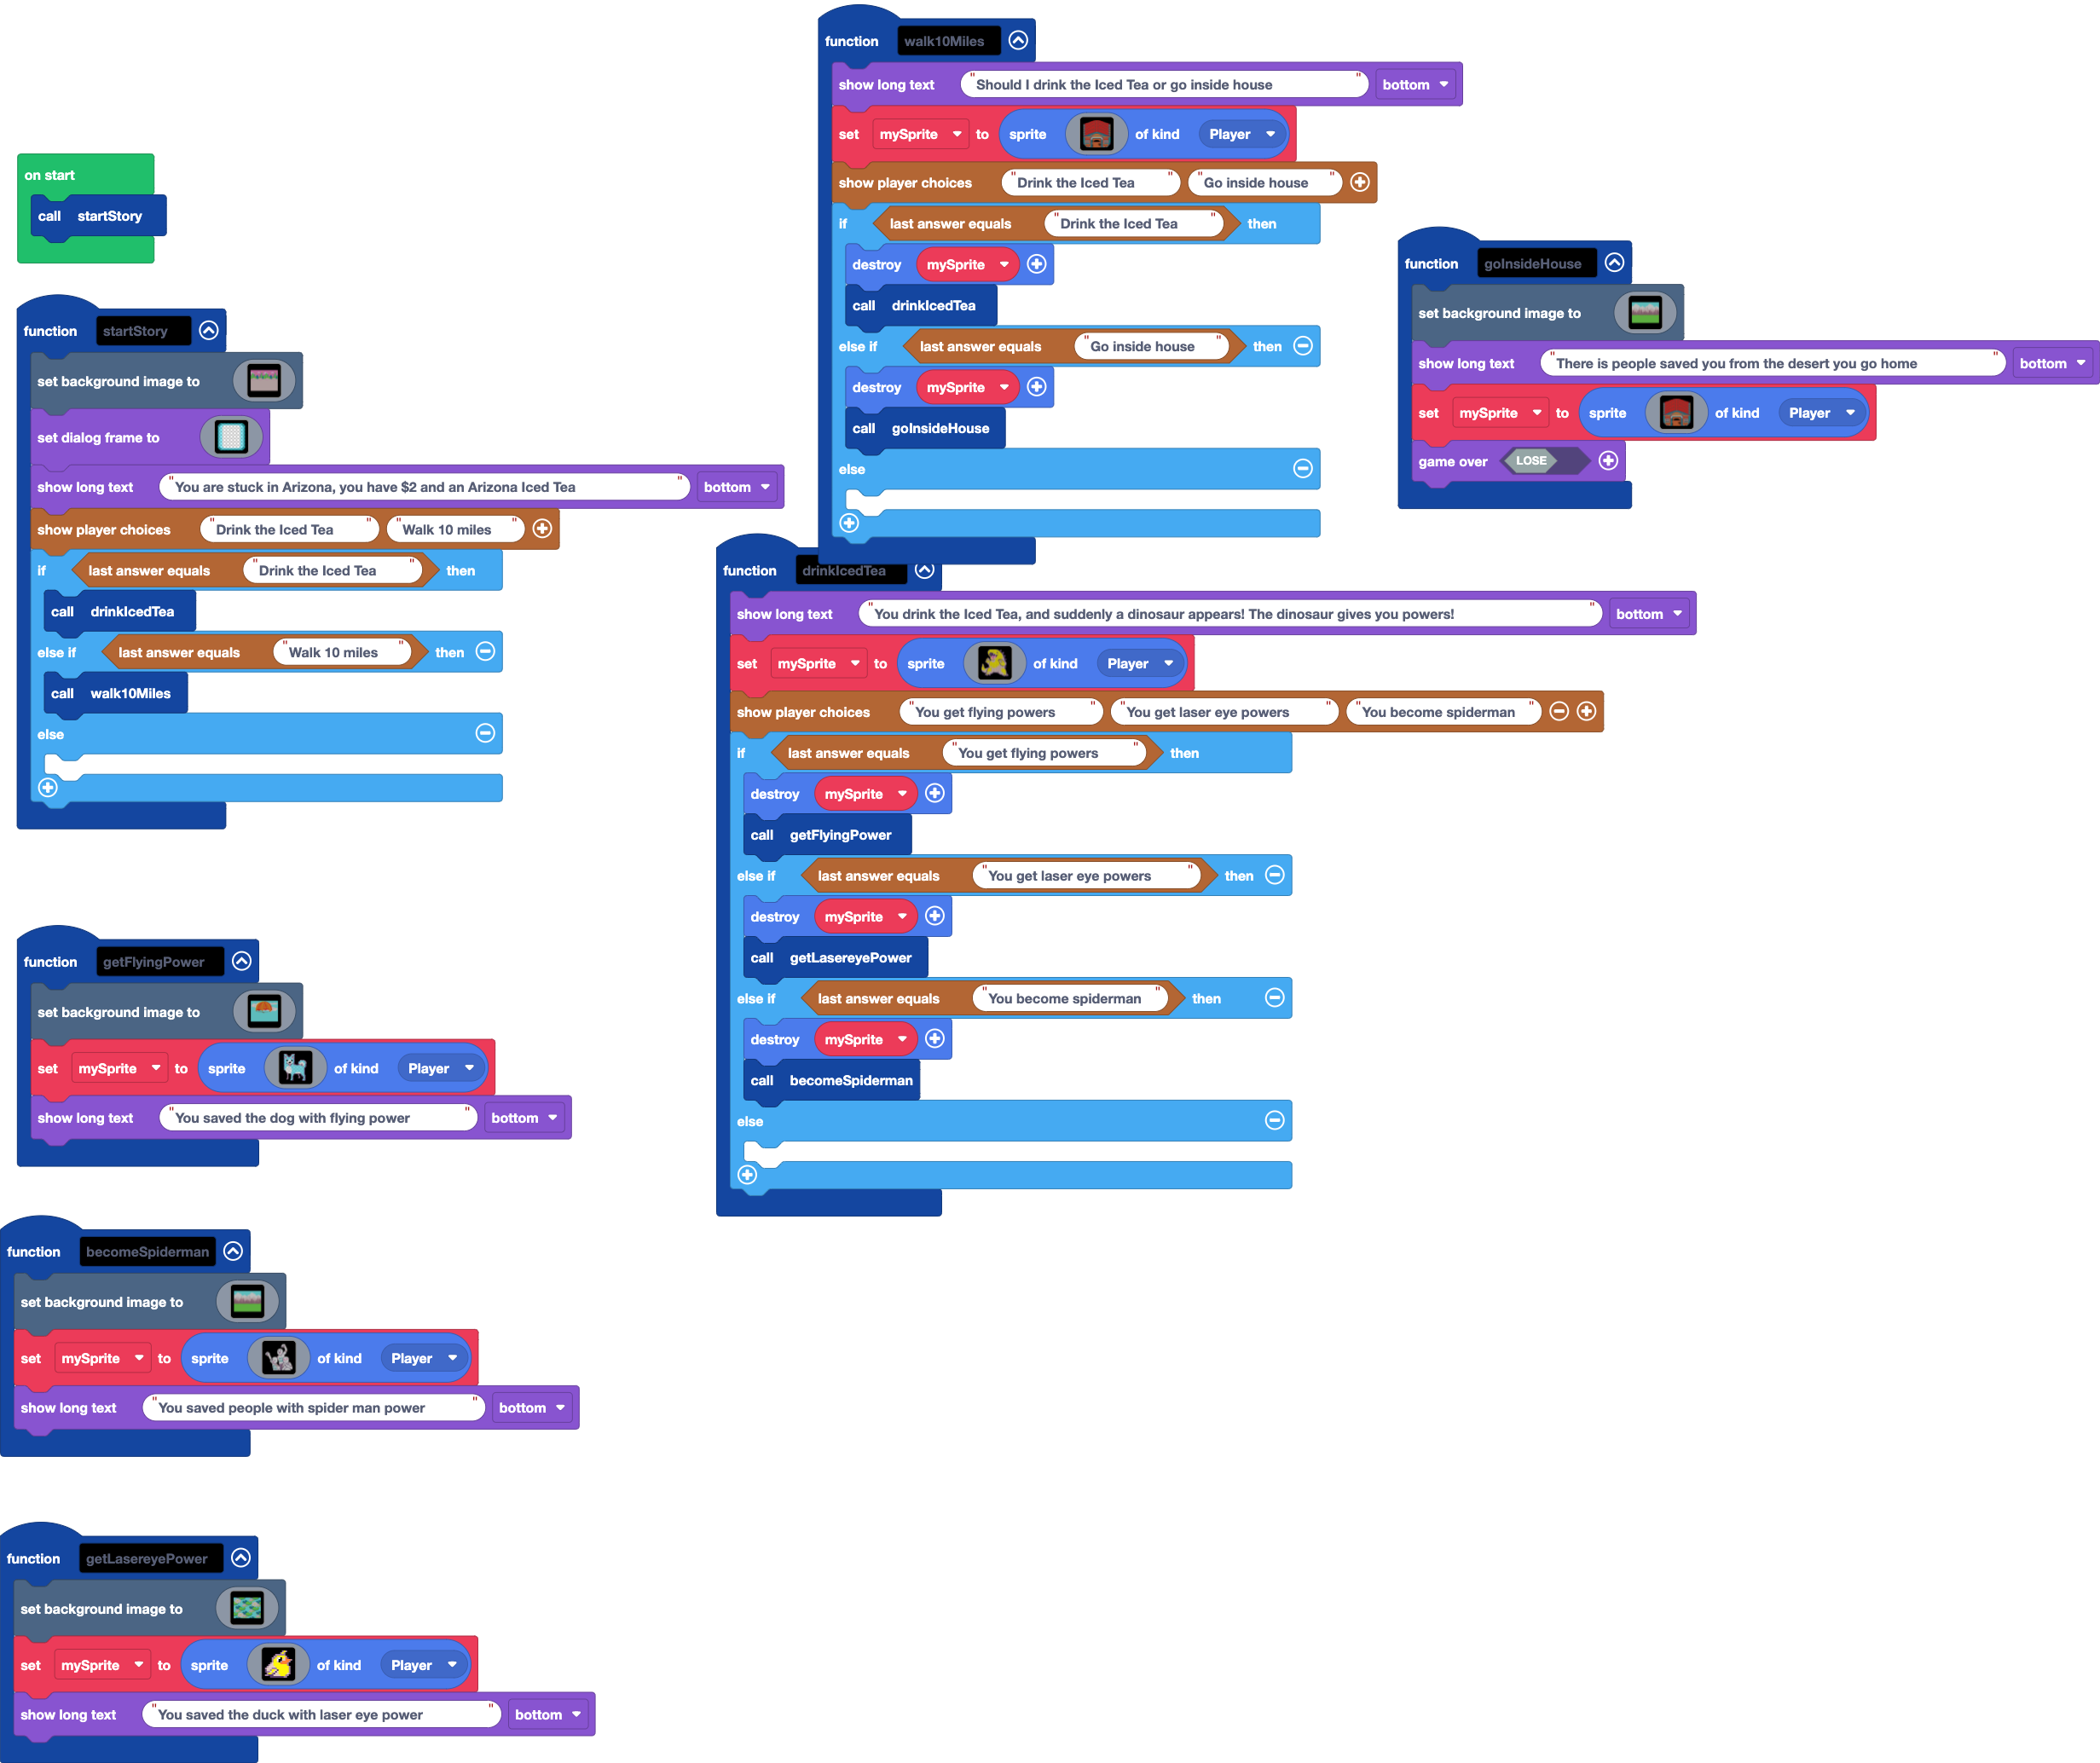 on start
call startStory
function startStory
set background image to
set dialog frame to
show long text "You are stuck in Arizona, you have $2 and an Arizona Iced Tea" bottom
show player choices "Drink the Iced Tea" "Walk 10 miles"
if last answer equals "Drink the Iced Tea" then
call drinkIcedTea
else if last answer equals "Walk 10 miles" then
call walk10Miles
else
function getFlyingPower
set background image to
set mySprite to sprite of kind Player
show long text "You saved the dog with flying power" bottom
function becomeSpiderman
set background image to
set mySprite to sprite of kind Player
show long text "You saved people with spider man power" bottom
function getLasereyePower
set background image to
set mySprite to sprite of kind Player
show long text "You saved the duck with laser eye power" bottom
function walk10Miles
show long text "Should I drink the Iced Tea or go inside house" bottom
set mySprite to sprite of kind Player
show player choices "Drink the Iced Tea" "Go inside house"
if last answer equals "Drink the Iced Tea" then
destroy mySprite
call drinkIcedTea
else if last answer equals "Go inside house" then
destroy mySprite
call goInsideHouse
else
function drinkIcedTea
show long text "You drink the Iced Tea, and suddenly a dinosaur appears! The dinosaur gives you powers!" bottom
set mySprite to sprite of kind Player
show player choices "You get flying powers" "You get laser eye powers" "You become spiderman"
if last answer equals "You get flying powers" then
destroy mySprite
call getFlyingPower
else if last answer equals "You get laser eye powers" then
destroy mySprite
call getLasereyePower
else if last answer equals "You become spiderman" then
destroy mySprite
call becomeSpiderman
else
function goInsideHouse
set background image to
show long text "There is people saved you from the desert you go home" bottom
set mySprite to sprite of kind Player
game over LOSE